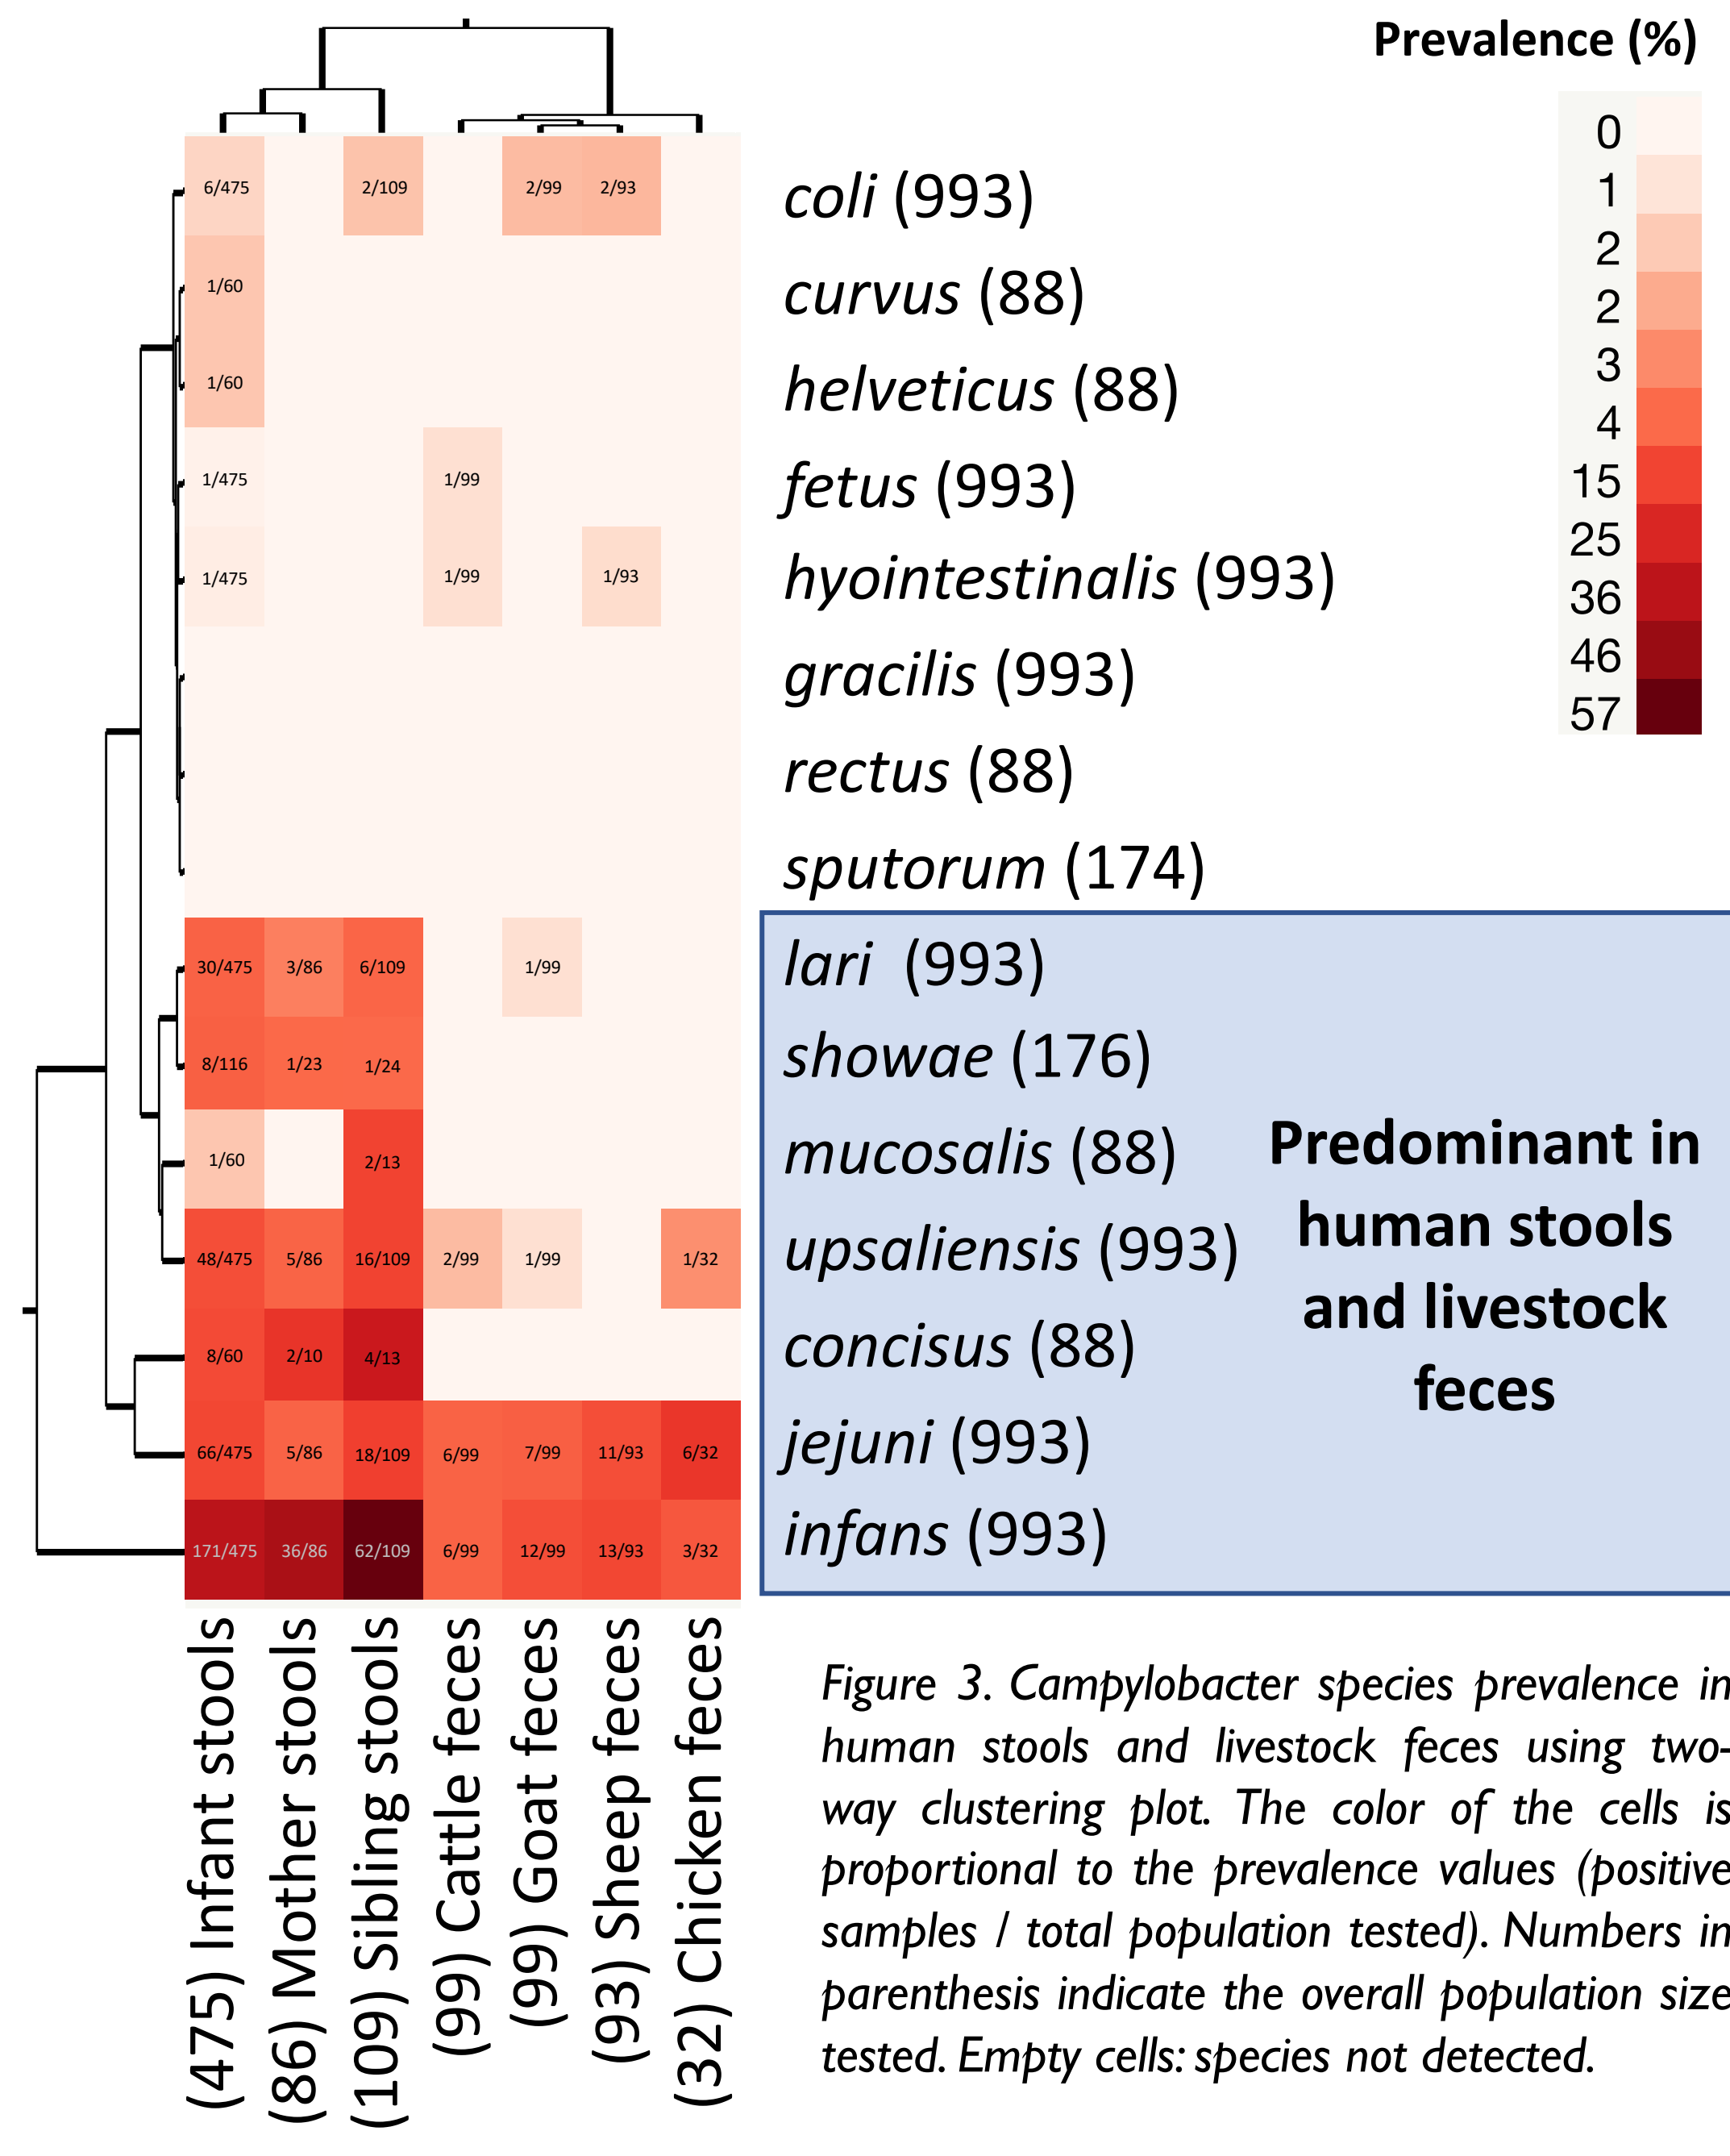 Prevalence (%)
0
1
2
2
3
4
15
25
36
46
57
6/475 2/109 2/99 2/93 coli (993)
1/60 curvus (88)
1/60 helveticus (88)
1/475 1/99 fetus (993)
1/475 1/99 1/93 hyointestinalis (993)
gracilis (993)
rectus (88)
sputorum (174)
30/475 3/86 6/109 1/99 lari (993)
8/116 1/23 1/24 showae (176)
1/60 2/13 mucosalis (88)
48/475 5/86 16/109 2/99 1/99 1/32 upsaliensis (993)
8/60 2/10 4/13 concisus (88)
66/475 5/86 18/109 6/99 7/99 11/93 6/32 jejuni (993)
171/475 36/86 62/109 6/99 12/99 13/93 3/32 infans (993)
Predominant in
human stools
and livestock
feces
(475) Infant stools
(86) Mother stools
(109) Sibling stools
(99) Cattle feces
(99) Goat feces
(93) Sheep feces
(32) Chicken feces
Figure 3. Campylobacter species prevalence in
human stools and livestock feces using two-
way clustering plot. The color of the cells is
proportional to the prevalence values (positive
samples / total population tested). Numbers in
parenthesis indicate the overall population size
tested. Empty cells: species not detected.